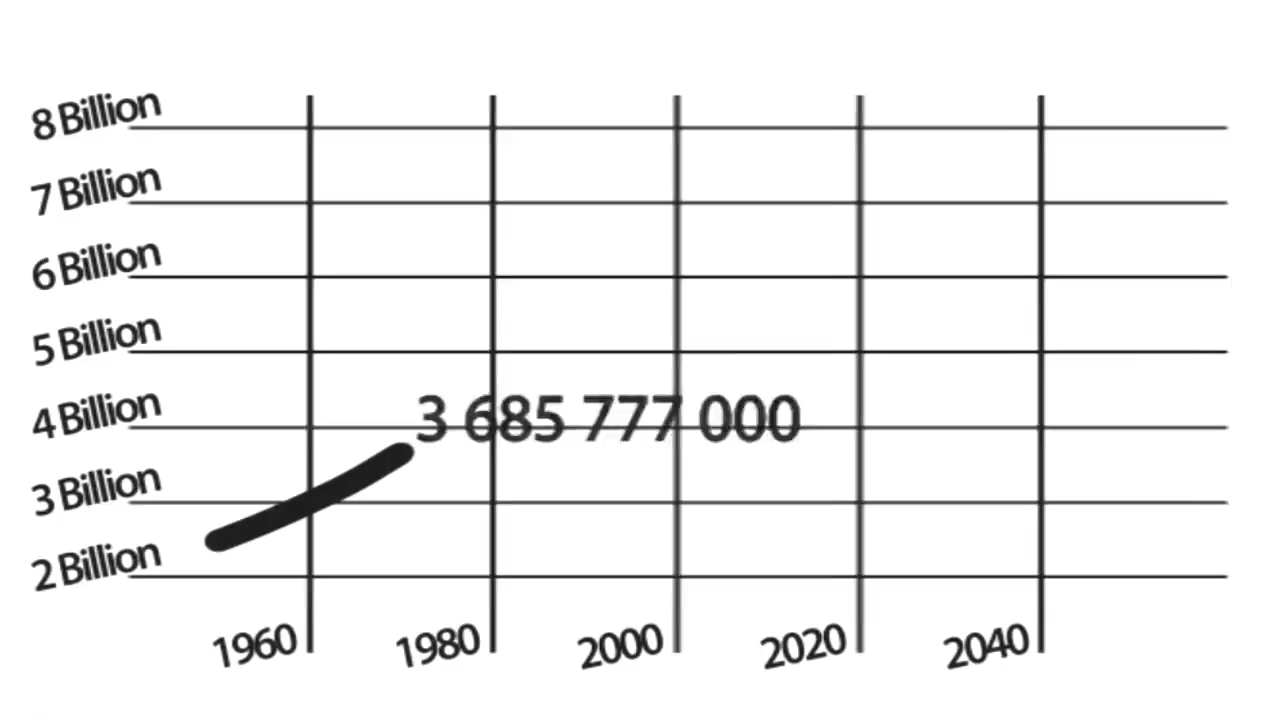 8 Billion
7 Billion
6 Billion
5 Billion
4 Billion
3 685 777 000
3 Billion
2 Billion
1960
1980
2000
2020
2040